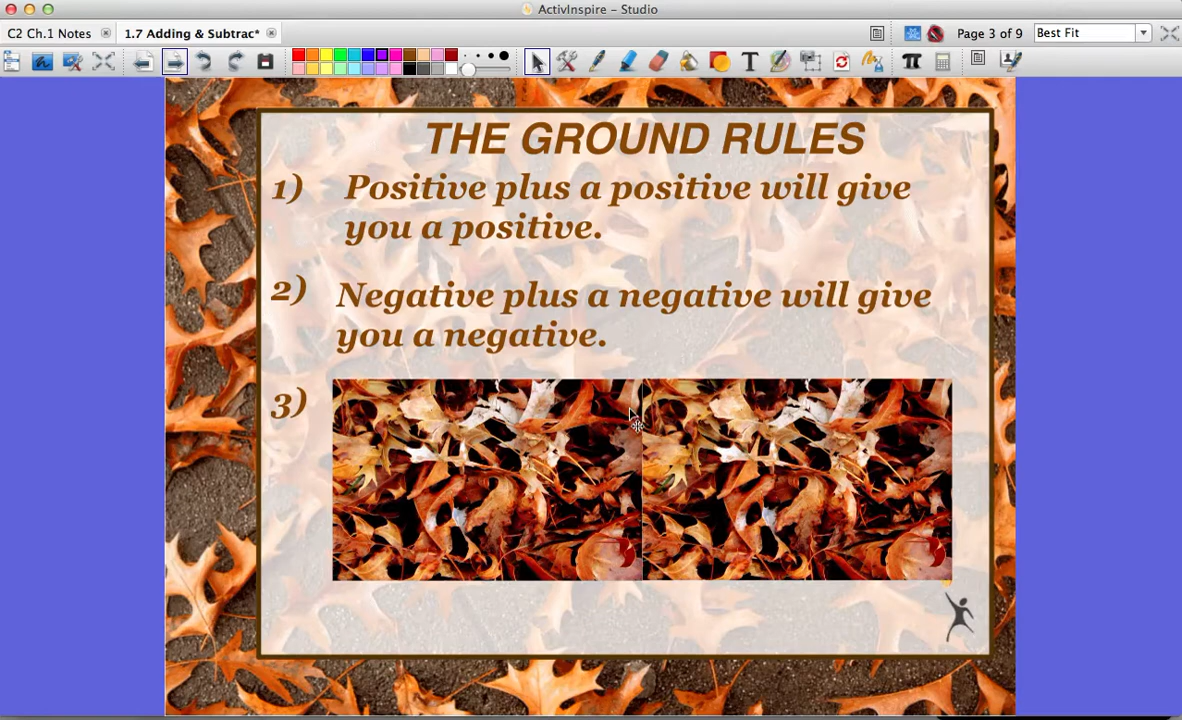 ActivInspire – Studio
C2 Ch.1 Notes
1.7 Adding & Subtrac*
Page 3 of 9
Best Fit
THE GROUND RULES
1) Positive plus a positive will give
you a positive.
2) Negative plus a negative will give
you a negative.
3)